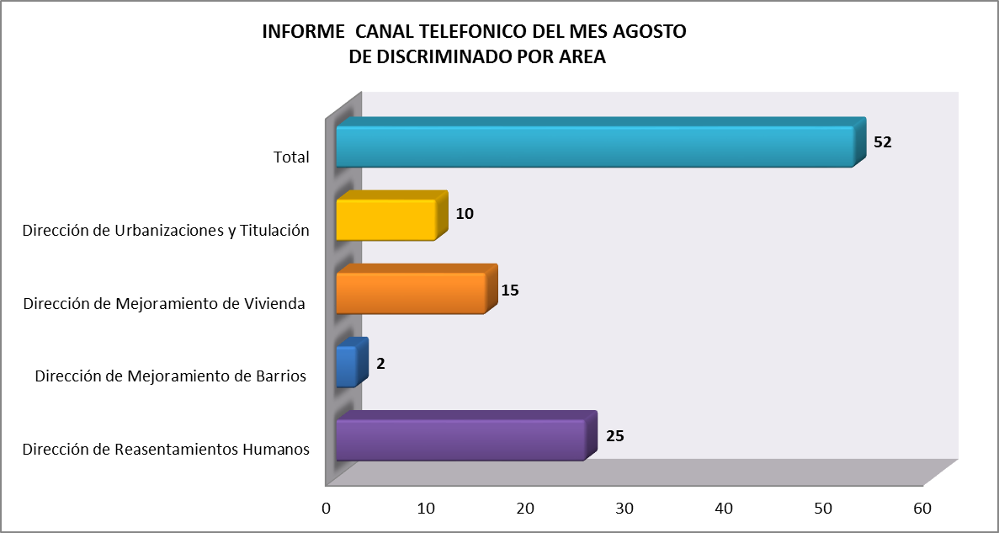 INFORME  CANAL TELEFONICO DEL MES AGOSTO
DE DISCRIMINADO POR AREA
Total
52
Dirección de Urbanizaciones y Titulación
10
Dirección de Mejoramiento de Vivienda
15
Dirección de Mejoramiento de Barrios
2
Dirección de Reasentamientos Humanos
25
0 10 20 30 40 50 60